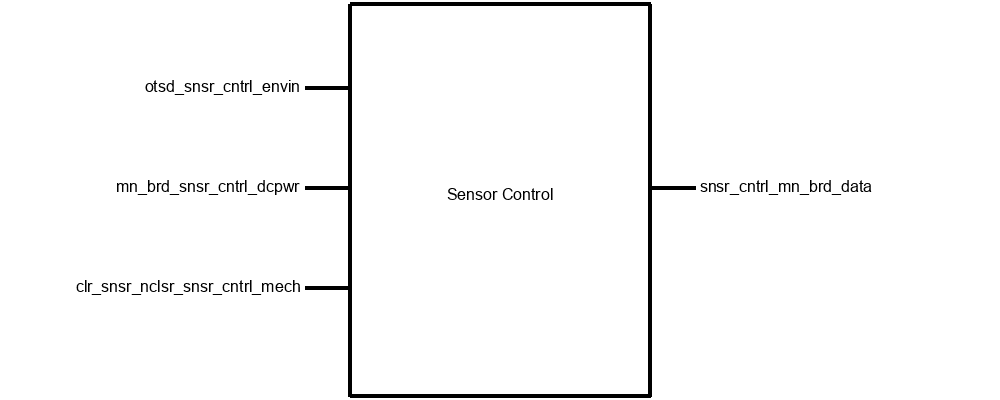 otsd_snsr_cntrl_envin
mn_brd_snsr_cntrl_dcpwr
Sensor Control
snsr_cntrl_mn_brd_data
clr_snsr_nclsr_snsr_cntrl_mech